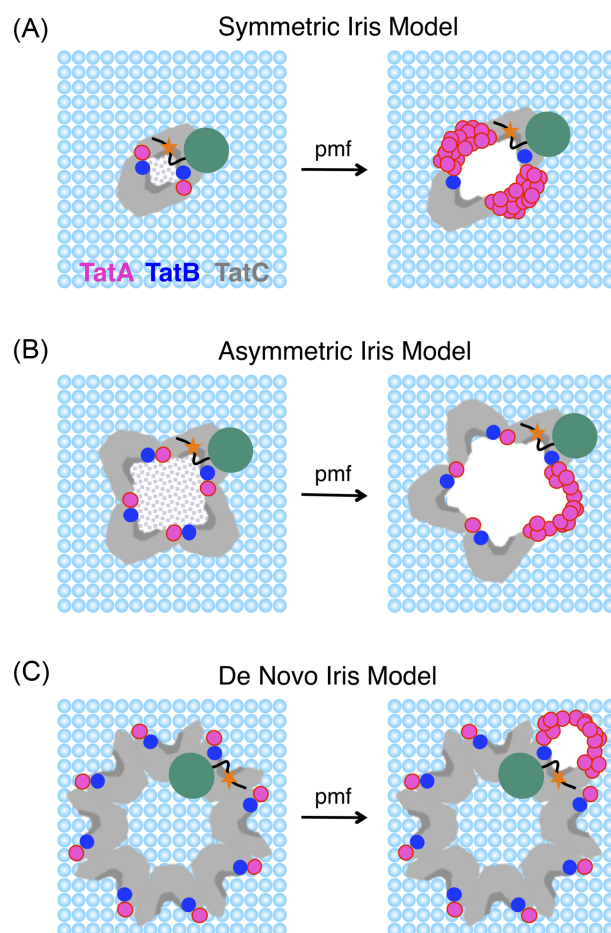 (A) Symmetric Iris Model
pmf
TatA TatB TatC
(B) Asymmetric Iris Model
pmf
(C) De Novo Iris Model
pmf